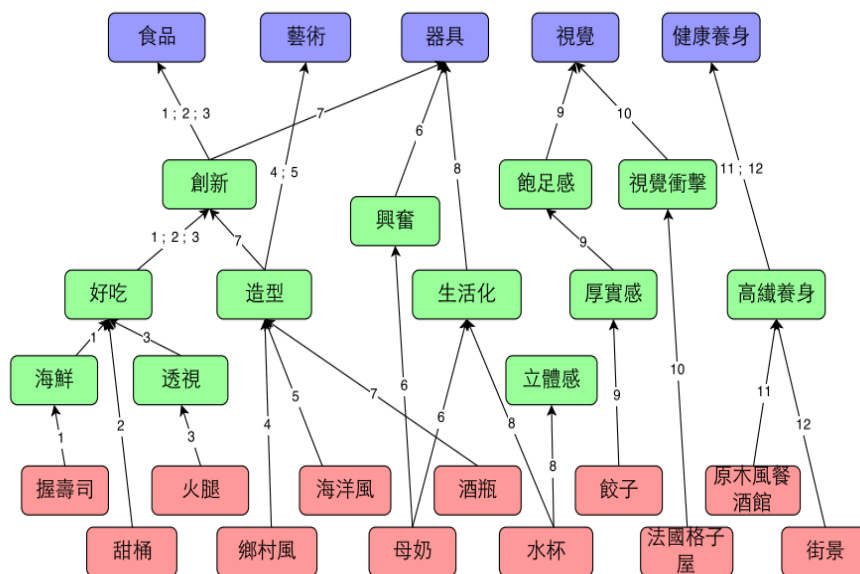 食品
藝術
器具
視覺
健康養身
1 ; 2 ; 3
7
6
8
9
10
4 ; 5
11 ; 12
創新
飽足感
視覺衝擊
興奮
1 ; 2 ; 3
7
9
好吃
造型
生活化
厚實感
高纖養身
1
3
海鮮
透視
立體感
10
2
5
7
6
6
9
11
1
3
4
8
8
12
握壽司
火腿
海洋風
酒瓶
餃子
原木風餐
酒館
甜桶
鄉村風
母奶
水杯
法國格子
屋
街景